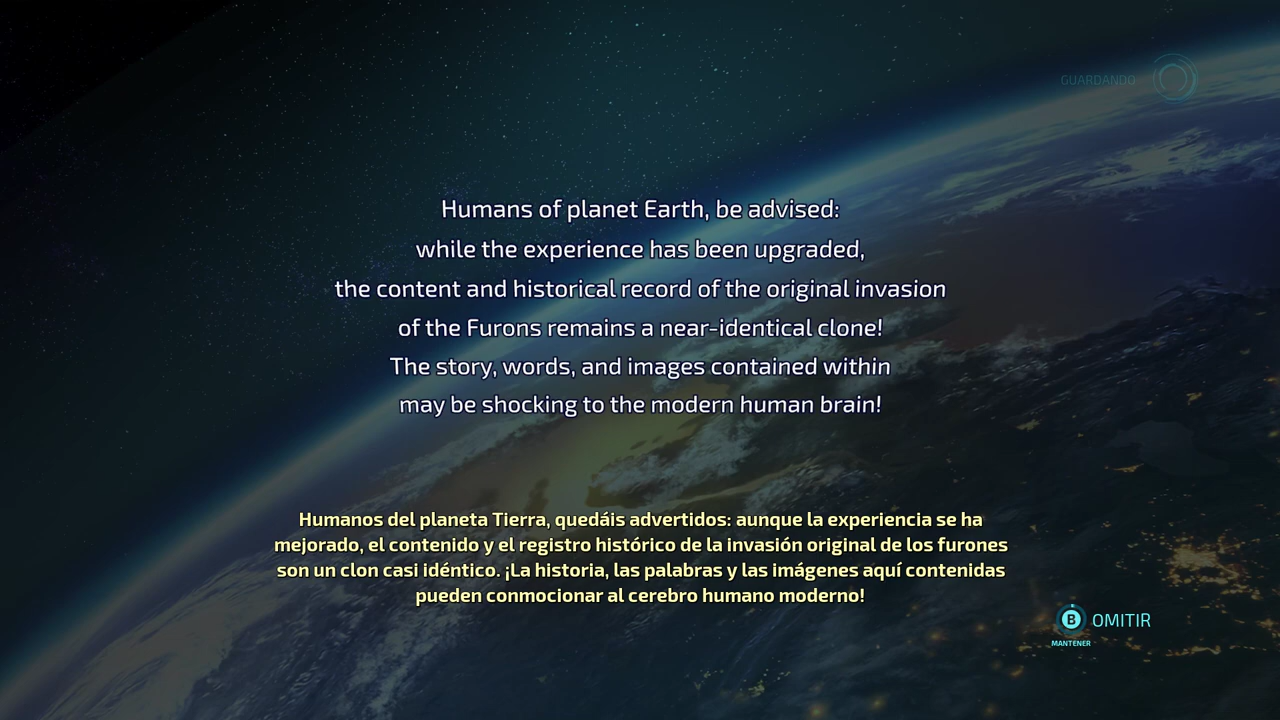 GUARDANDO
Humans of planet Earth, be advised:
while the experience has been upgraded,
the content and historical record of the original invasion
of the Furons remains a near-identical clone!
The story, words, and images contained within
may be shocking to the modern human brain!
Humanos del planeta Tierra, quedáis advertidos: aunque la experiencia se ha
mejorado, el contenido y el registro histórico de la invasión original de los furones
son un clon casi idéntico. ¡La historia, las palabras y las imágenes aquí contenidas
pueden conmocionar al cerebro humano moderno!
B OMITIR
MANTENER